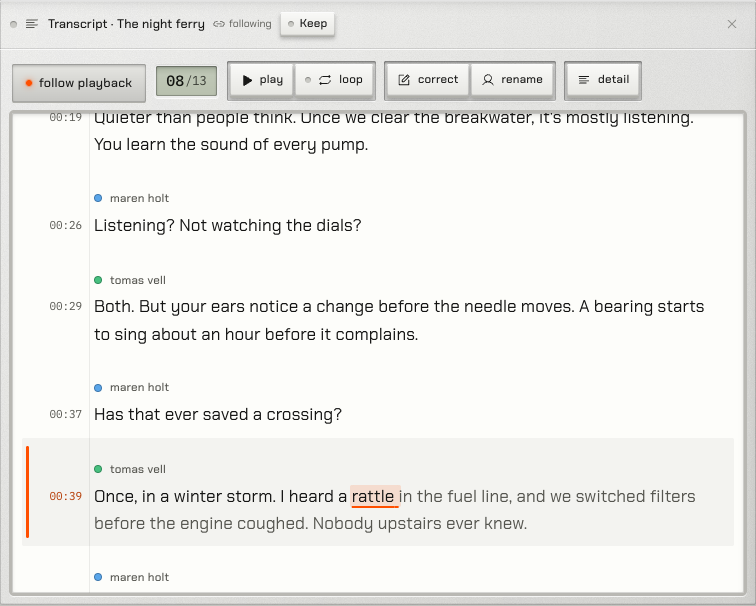 Transcript · The night ferry following Keep
follow playback 08/13 play loop correct rename detail
00:19 Quieter than people think. Once we clear the breakwater, it's mostly listening.
You learn the sound of every pump.
maren holt
00:26 Listening? Not watching the dials?
tomas vell
00:29 Both. But your ears notice a change before the needle moves. A bearing starts
to sing about an hour before it complains.
maren holt
00:37 Has that ever saved a crossing?
tomas vell
00:39 Once, in a winter storm. I heard a rattle in the fuel line, and we switched filters
before the engine coughed. Nobody upstairs ever knew.
maren holt